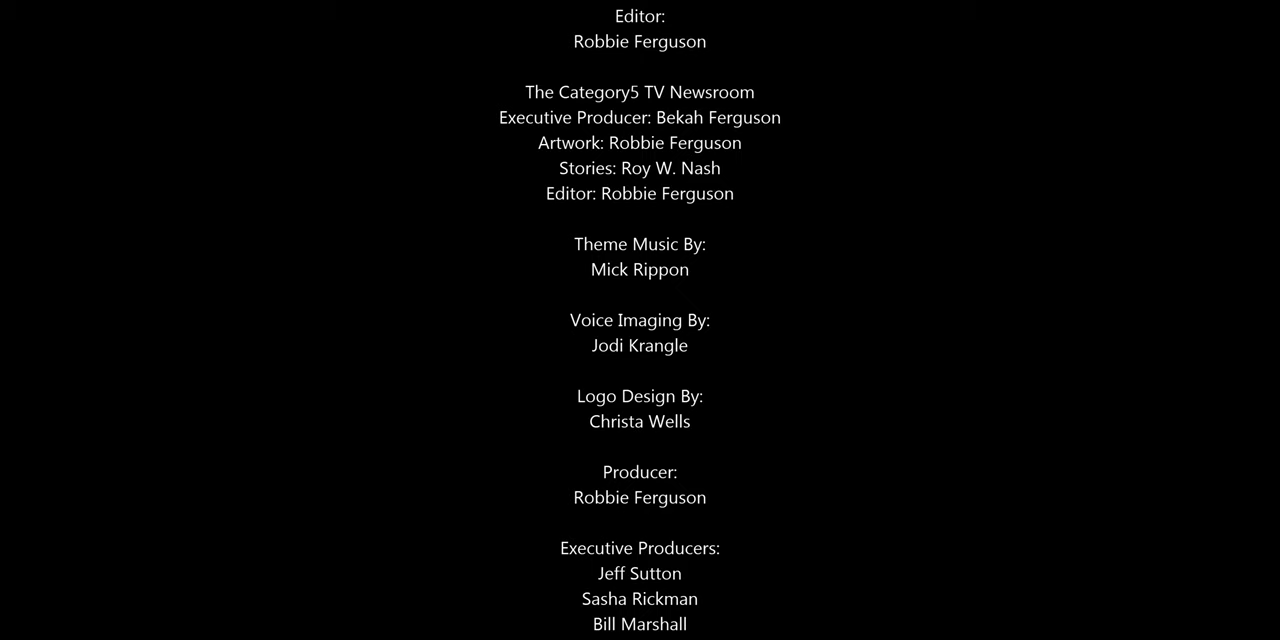 Editor:
Robbie Ferguson
The Category5 TV Newsroom
Executive Producer: Bekah Ferguson
Artwork: Robbie Ferguson
Stories: Roy W. Nash
Editor: Robbie Ferguson
Theme Music By:
Mick Rippon
Voice Imaging By:
Jodi Krangle
Logo Design By:
Christa Wells
Producer:
Robbie Ferguson
Executive Producers:
Jeff Sutton
Sasha Rickman
Bill Marshall